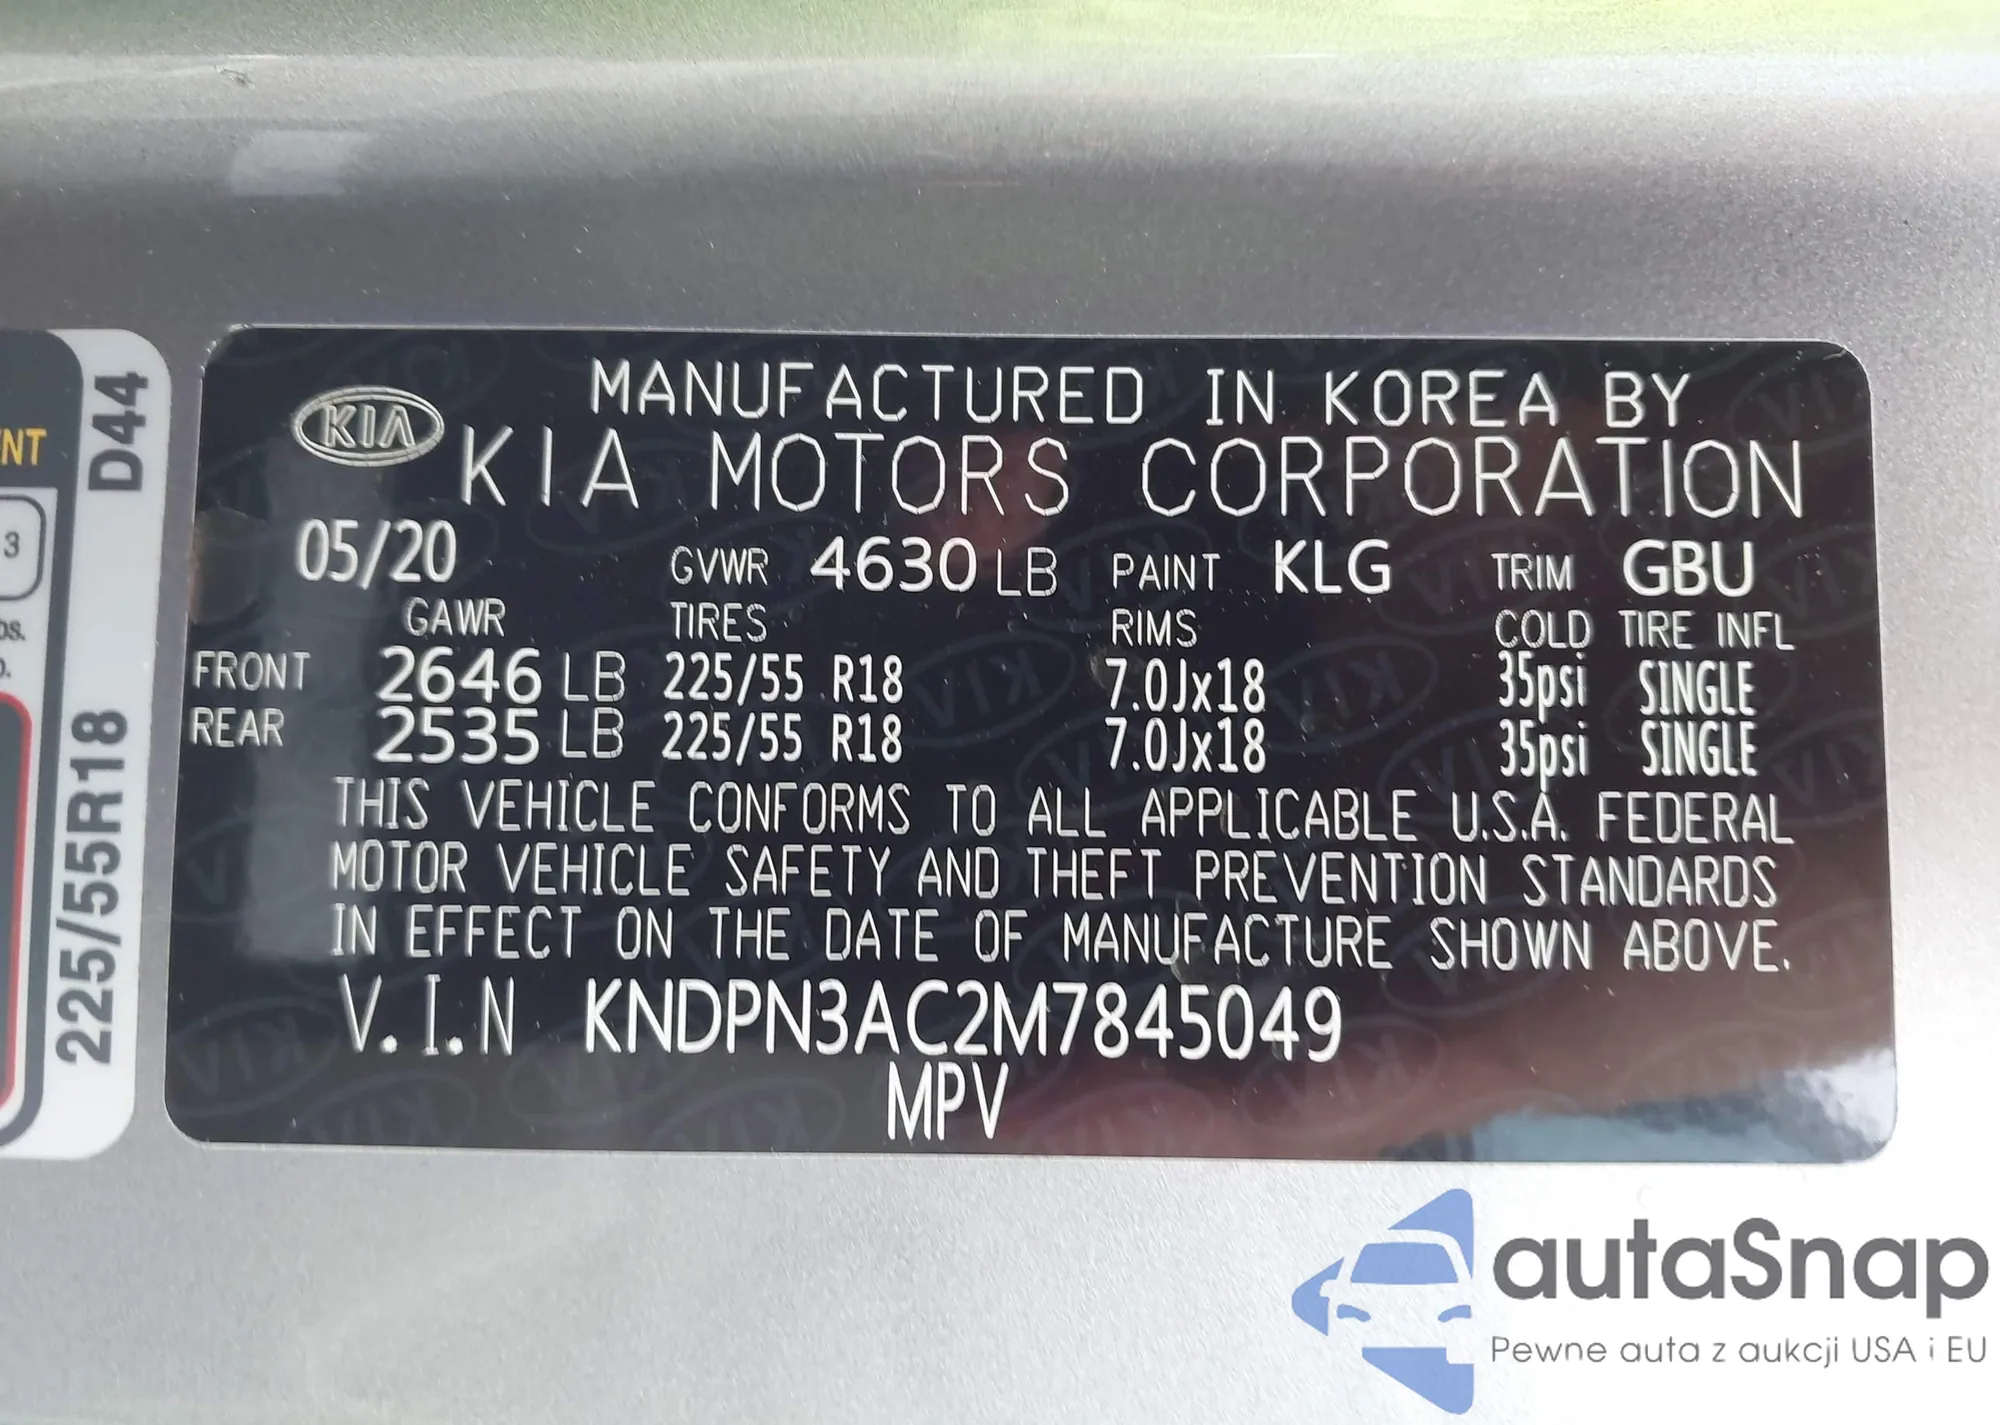 ENT
D44
3
bs.
225/55R18
KIA
MANUFACTURED IN KOREA BY
KIA MOTORS CORPORATION
05/20 GVWR 4630 LB PAINT KLG TRIM GBU
GAWR TIRES RIMS COLD TIRE INFL
FRONT 2646 LB 225/55 R18 7.0Jx18 35psi SINGLE
REAR 2535 LB 225/55 R18 7.0Jx18 35psi SINGLE
THIS VEHICLE CONFORMS TO ALL APPLICABLE U.S.A. FEDERAL
MOTOR VEHICLE SAFETY AND THEFT PREVENTION STANDARDS
IN EFFECT ON THE DATE OF MANUFACTURE SHOWN ABOVE.
V.I.N KNDPN3AC2M7845049
MPV
autaSnap
Pewne auta z aukcji USA i EU